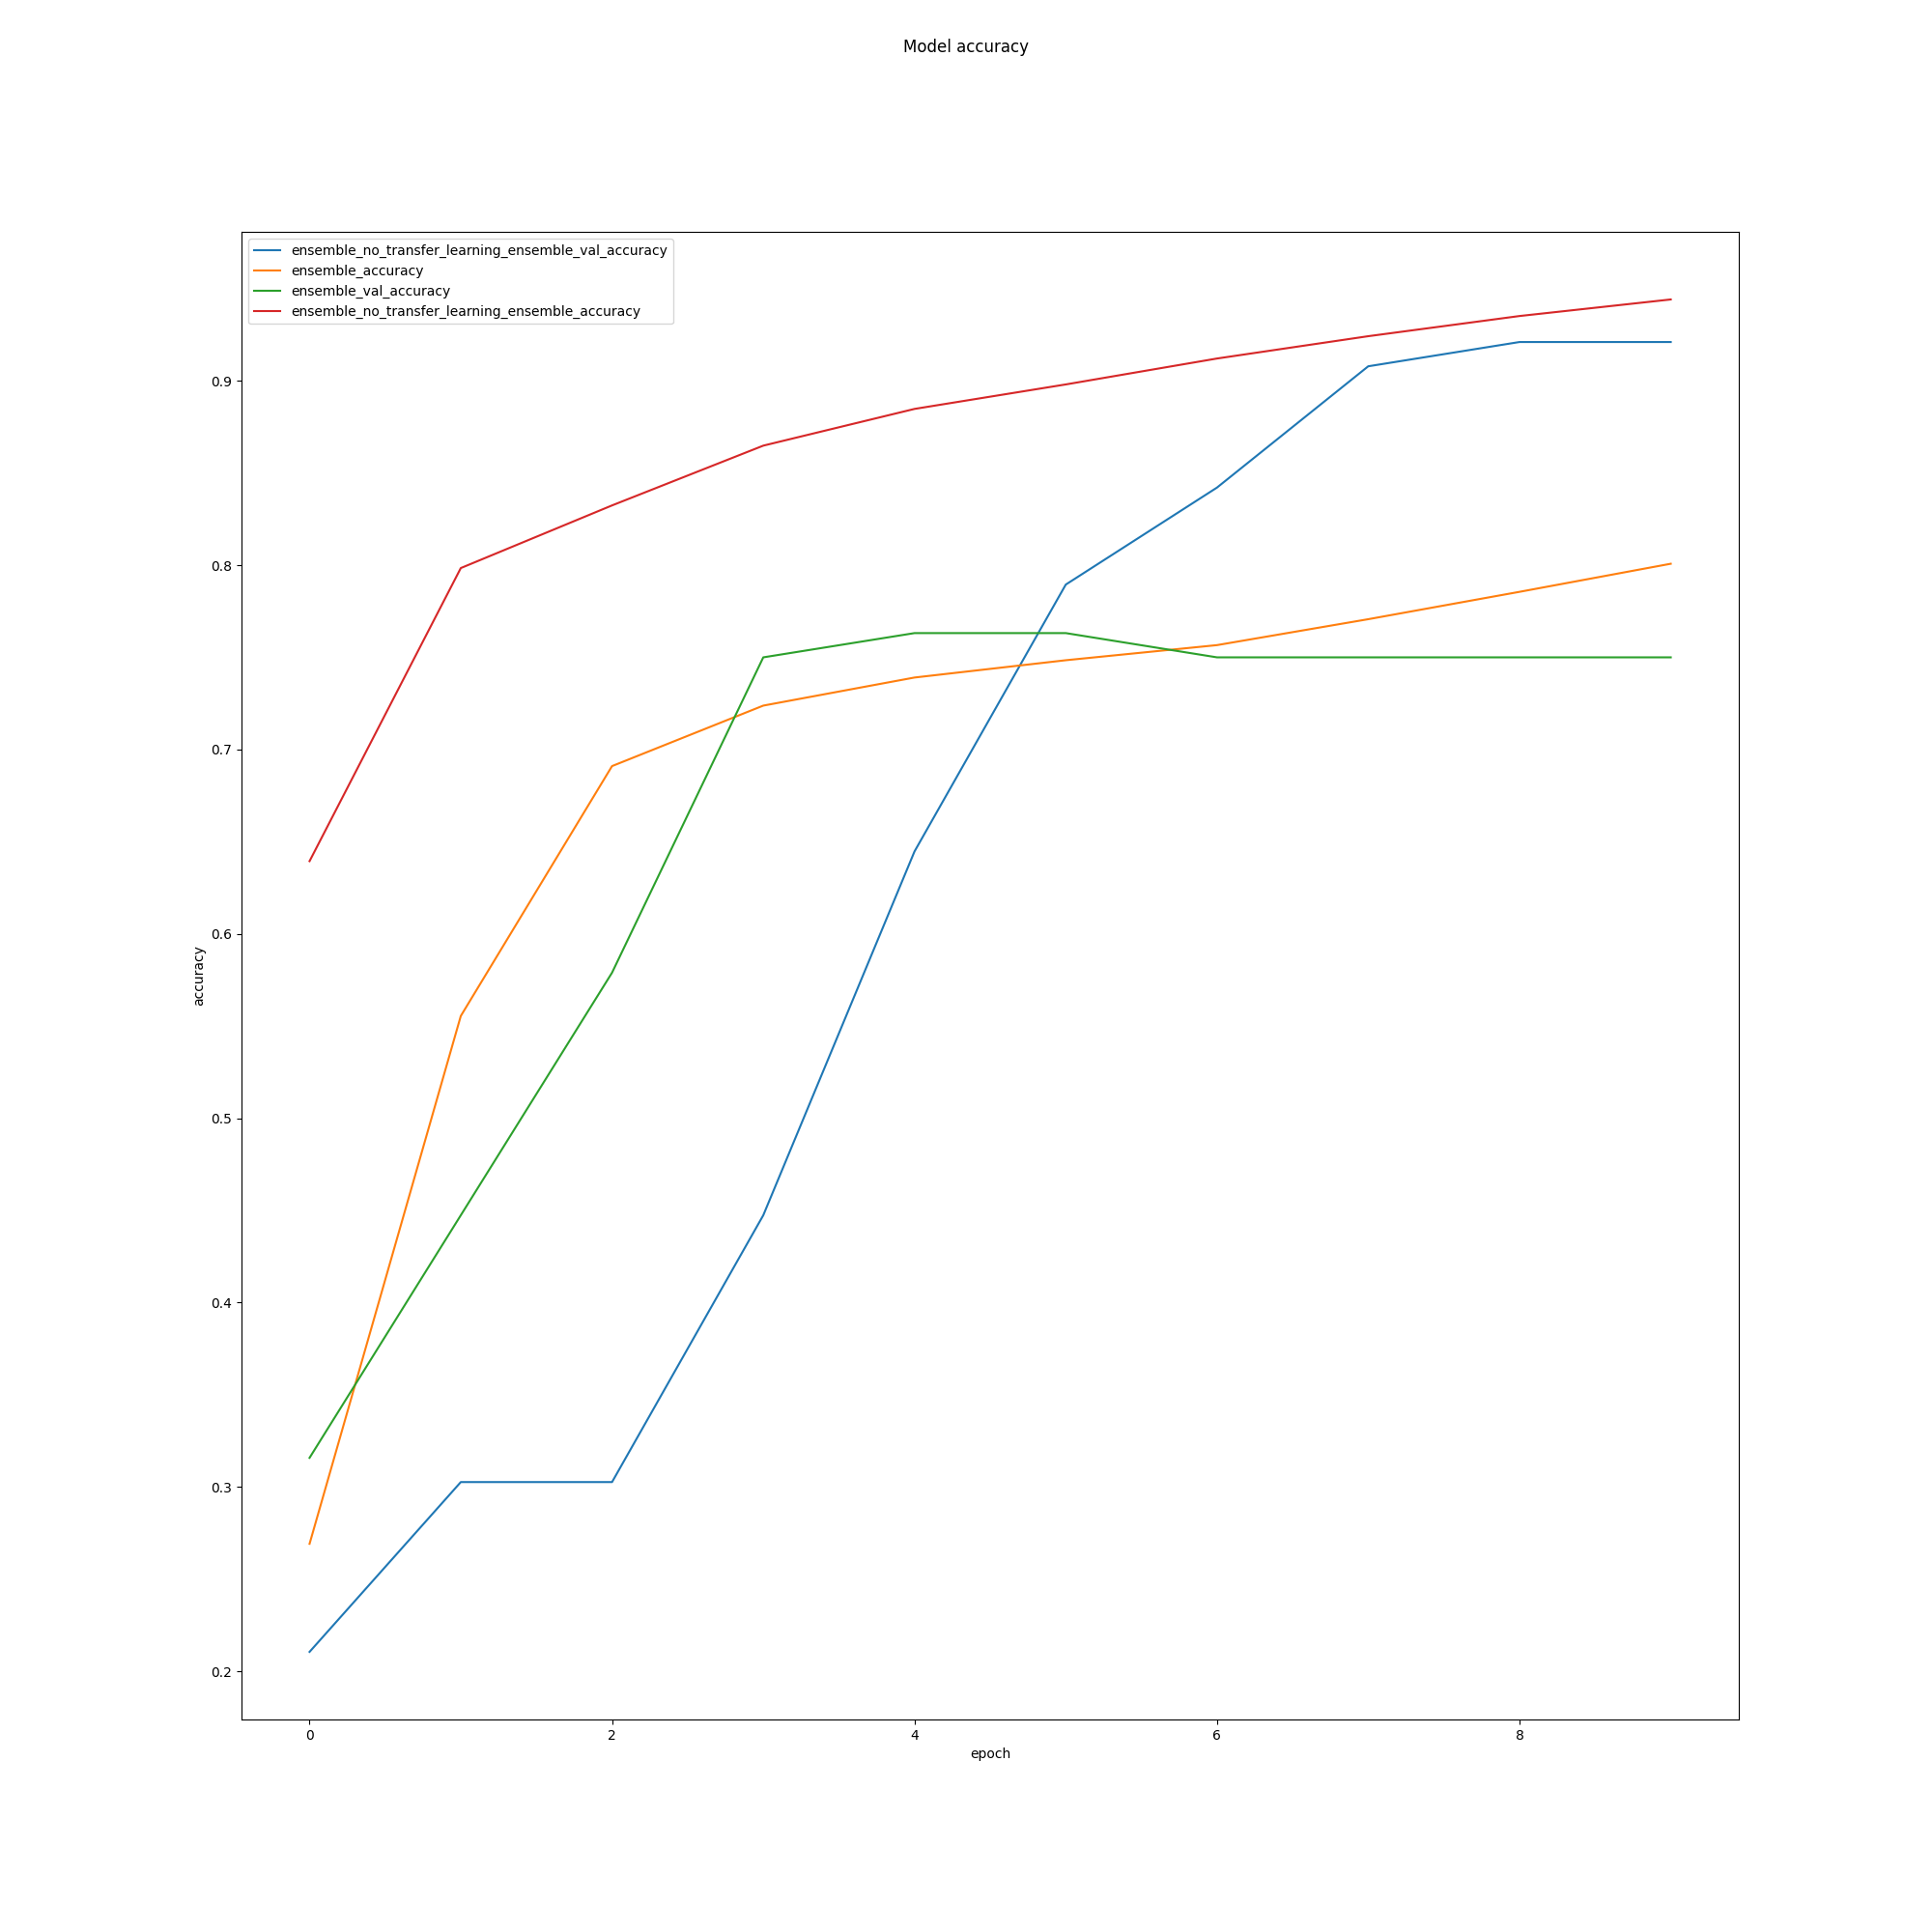 Model accuracy
ensemble_no_transfer_learning_ensemble_val_accuracy
ensemble_accuracy
ensemble_val_accuracy
ensemble_no_transfer_learning_ensemble_accuracy
0.9
0.8
0.7
0.6
0.5
0.4
0.3
0.2
accuracy
0 2 4 6 8
epoch